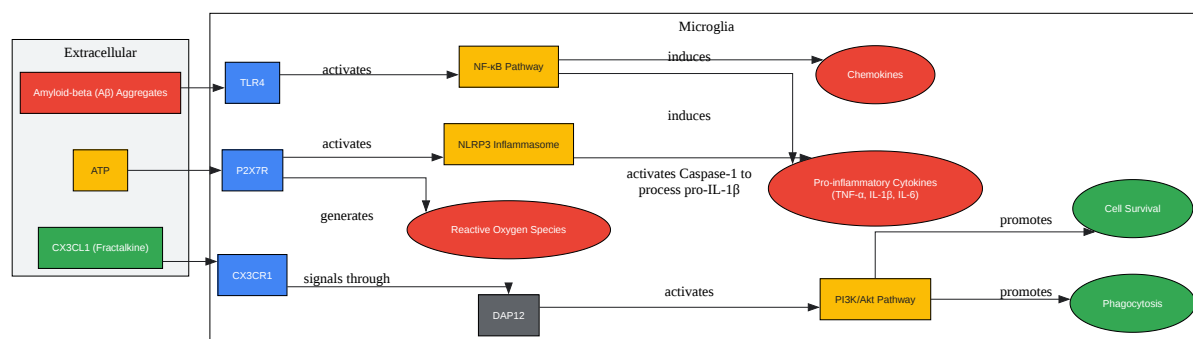 Microglia
Extracellular
Amyloid-beta (Aβ) Aggregates
TLR4
activates
NF-κB Pathway
induces
Chemokines
induces
ATP
P2X7R
activates
NLRP3 Inflammasome
activates Caspase-1 to
process pro-IL-1β
Pro-inflammatory Cytokines
(TNF-α, IL-1β, IL-6)
generates
Reactive Oxygen Species
promotes
Cell Survival
CX3CL1 (Fractalkine)
CX3CR1
signals through
DAP12
activates
PI3K/Akt Pathway
promotes
Phagocytosis